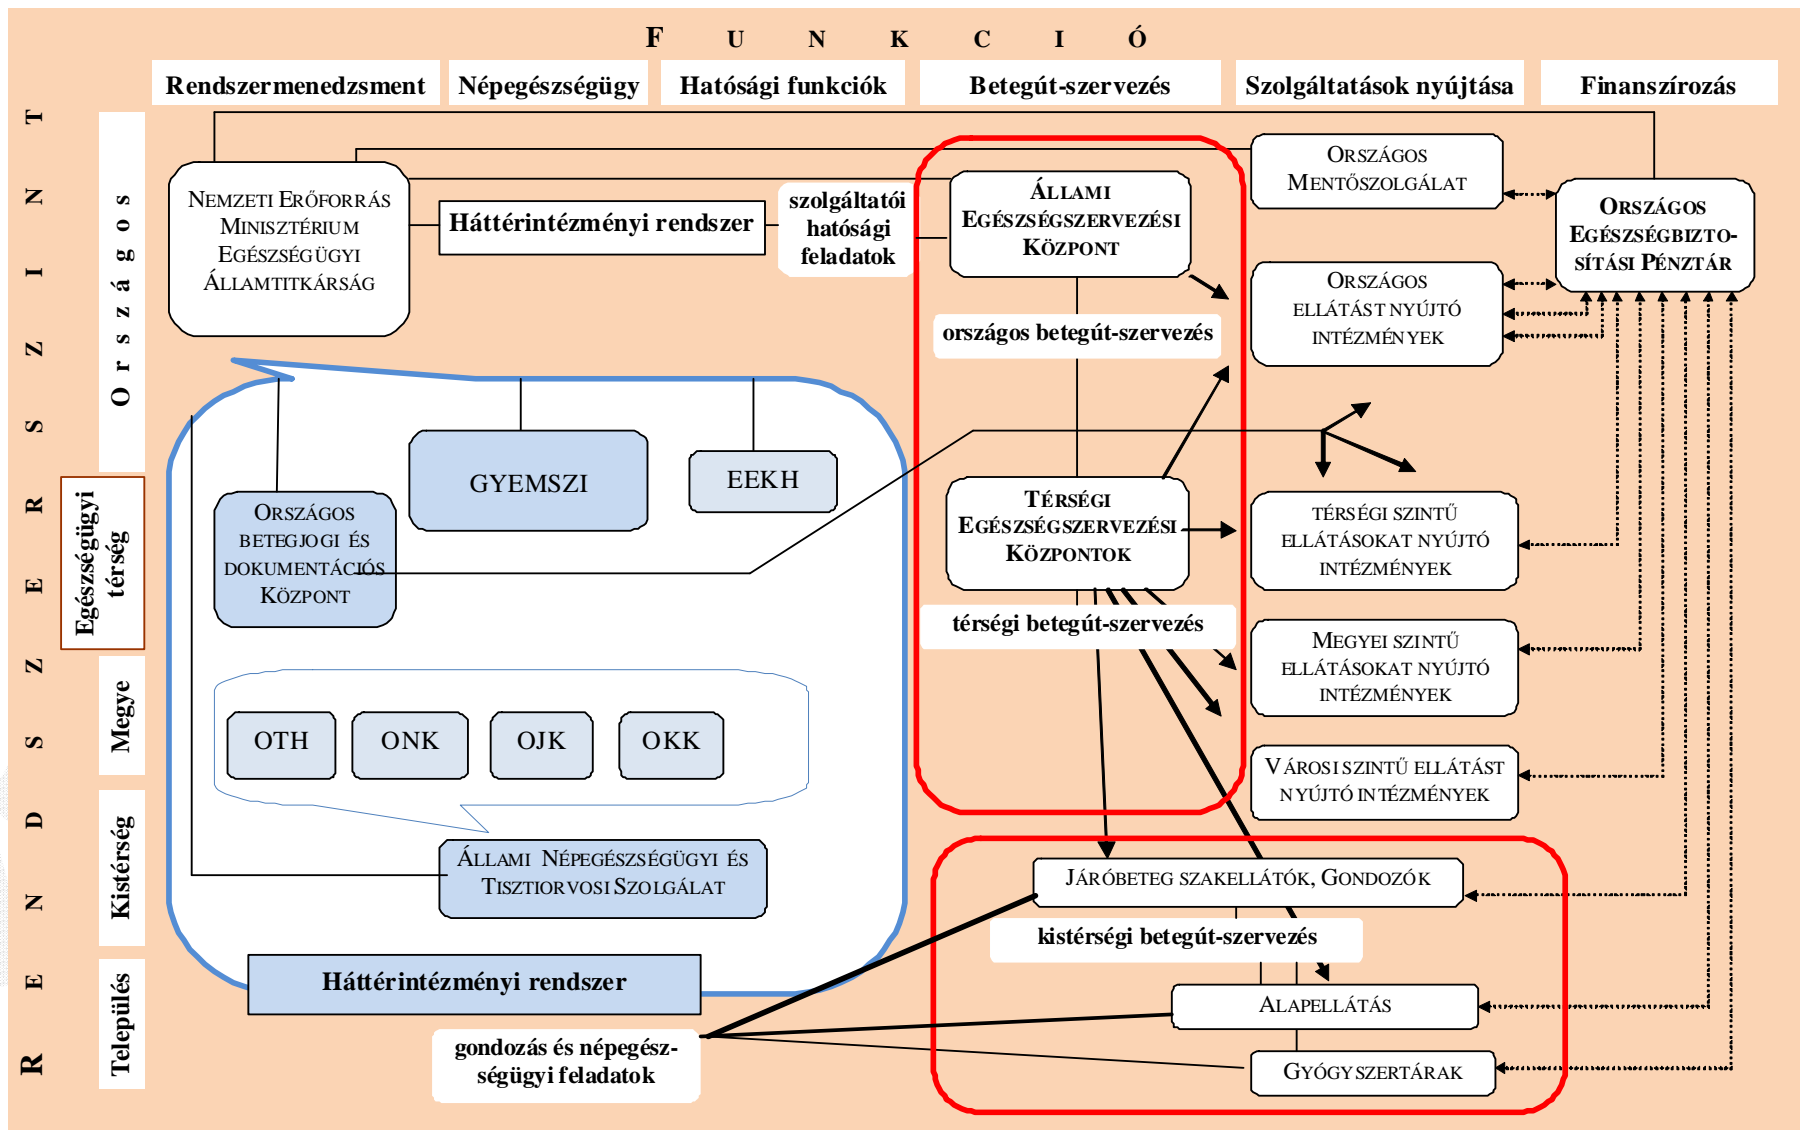 FUNKCIÓ
Rendszermenedzsment
Népegészségügy
Hatósági funkciók
Betegút-szervezés
Szolgáltatások nyújtása
Finanszírozás
RENDSZERSZINT
Országos
Egészségügyi
térség
Megye
Kistérség
Település
NEMZETI ERŐFORRÁS
MINISZTÉRIUM
EGÉSZSÉGÜGYI
ÁLLAMTITKÁRSÁG
Háttérintézményi rendszer
szolgáltatói
hatósági
feladatok
ÁLLAMI
EGÉSZSÉGSZERVEZÉSI
KÖZPONT
ORSZÁGOS
MENTŐSZOLGÁLAT
ORSZÁGOS
EGÉSZSÉGBIZTO-
SÍTÁSI PÉNZTÁR
ORSZÁGOS
ELLÁTÁST NYÚJTÓ
INTÉZMÉNYEK
országos betegút-szervezés
GYEMSZI
EEKH
ORSZÁGOS
BETEGJOGI ÉS
DOKUMENTÁCIÓS
KÖZPONT
TÉRSÉGI
EGÉSZSÉGSZERVEZÉSI
KÖZPONTOK
TÉRSÉGI SZINTŰ
ELLÁTÁSOKAT NYÚJTÓ
INTÉZMÉNYEK
térségi betegút-szervezés
MEGYEI SZINTŰ
ELLÁTÁSOKAT NYÚJTÓ
INTÉZMÉNYEK
OTH
ONK
OJK
OKK
VÁROSI SZINTŰ ELLÁTÁST
NYÚJTÓ INTÉZMÉNYEK
ÁLLAMI NÉPEGÉSZSÉGÜGYI ÉS
TISZTIORVOSI SZOLGÁLAT
JÁRÓBETEG SZAKELLÁTÓK, GONDOZÓK
kistérségi betegút-szervezés
Háttérintézményi rendszer
ALAPELLÁTÁS
gondozás és népegész-
ségügyi feladatok
GYÓGYSZERTÁRAK